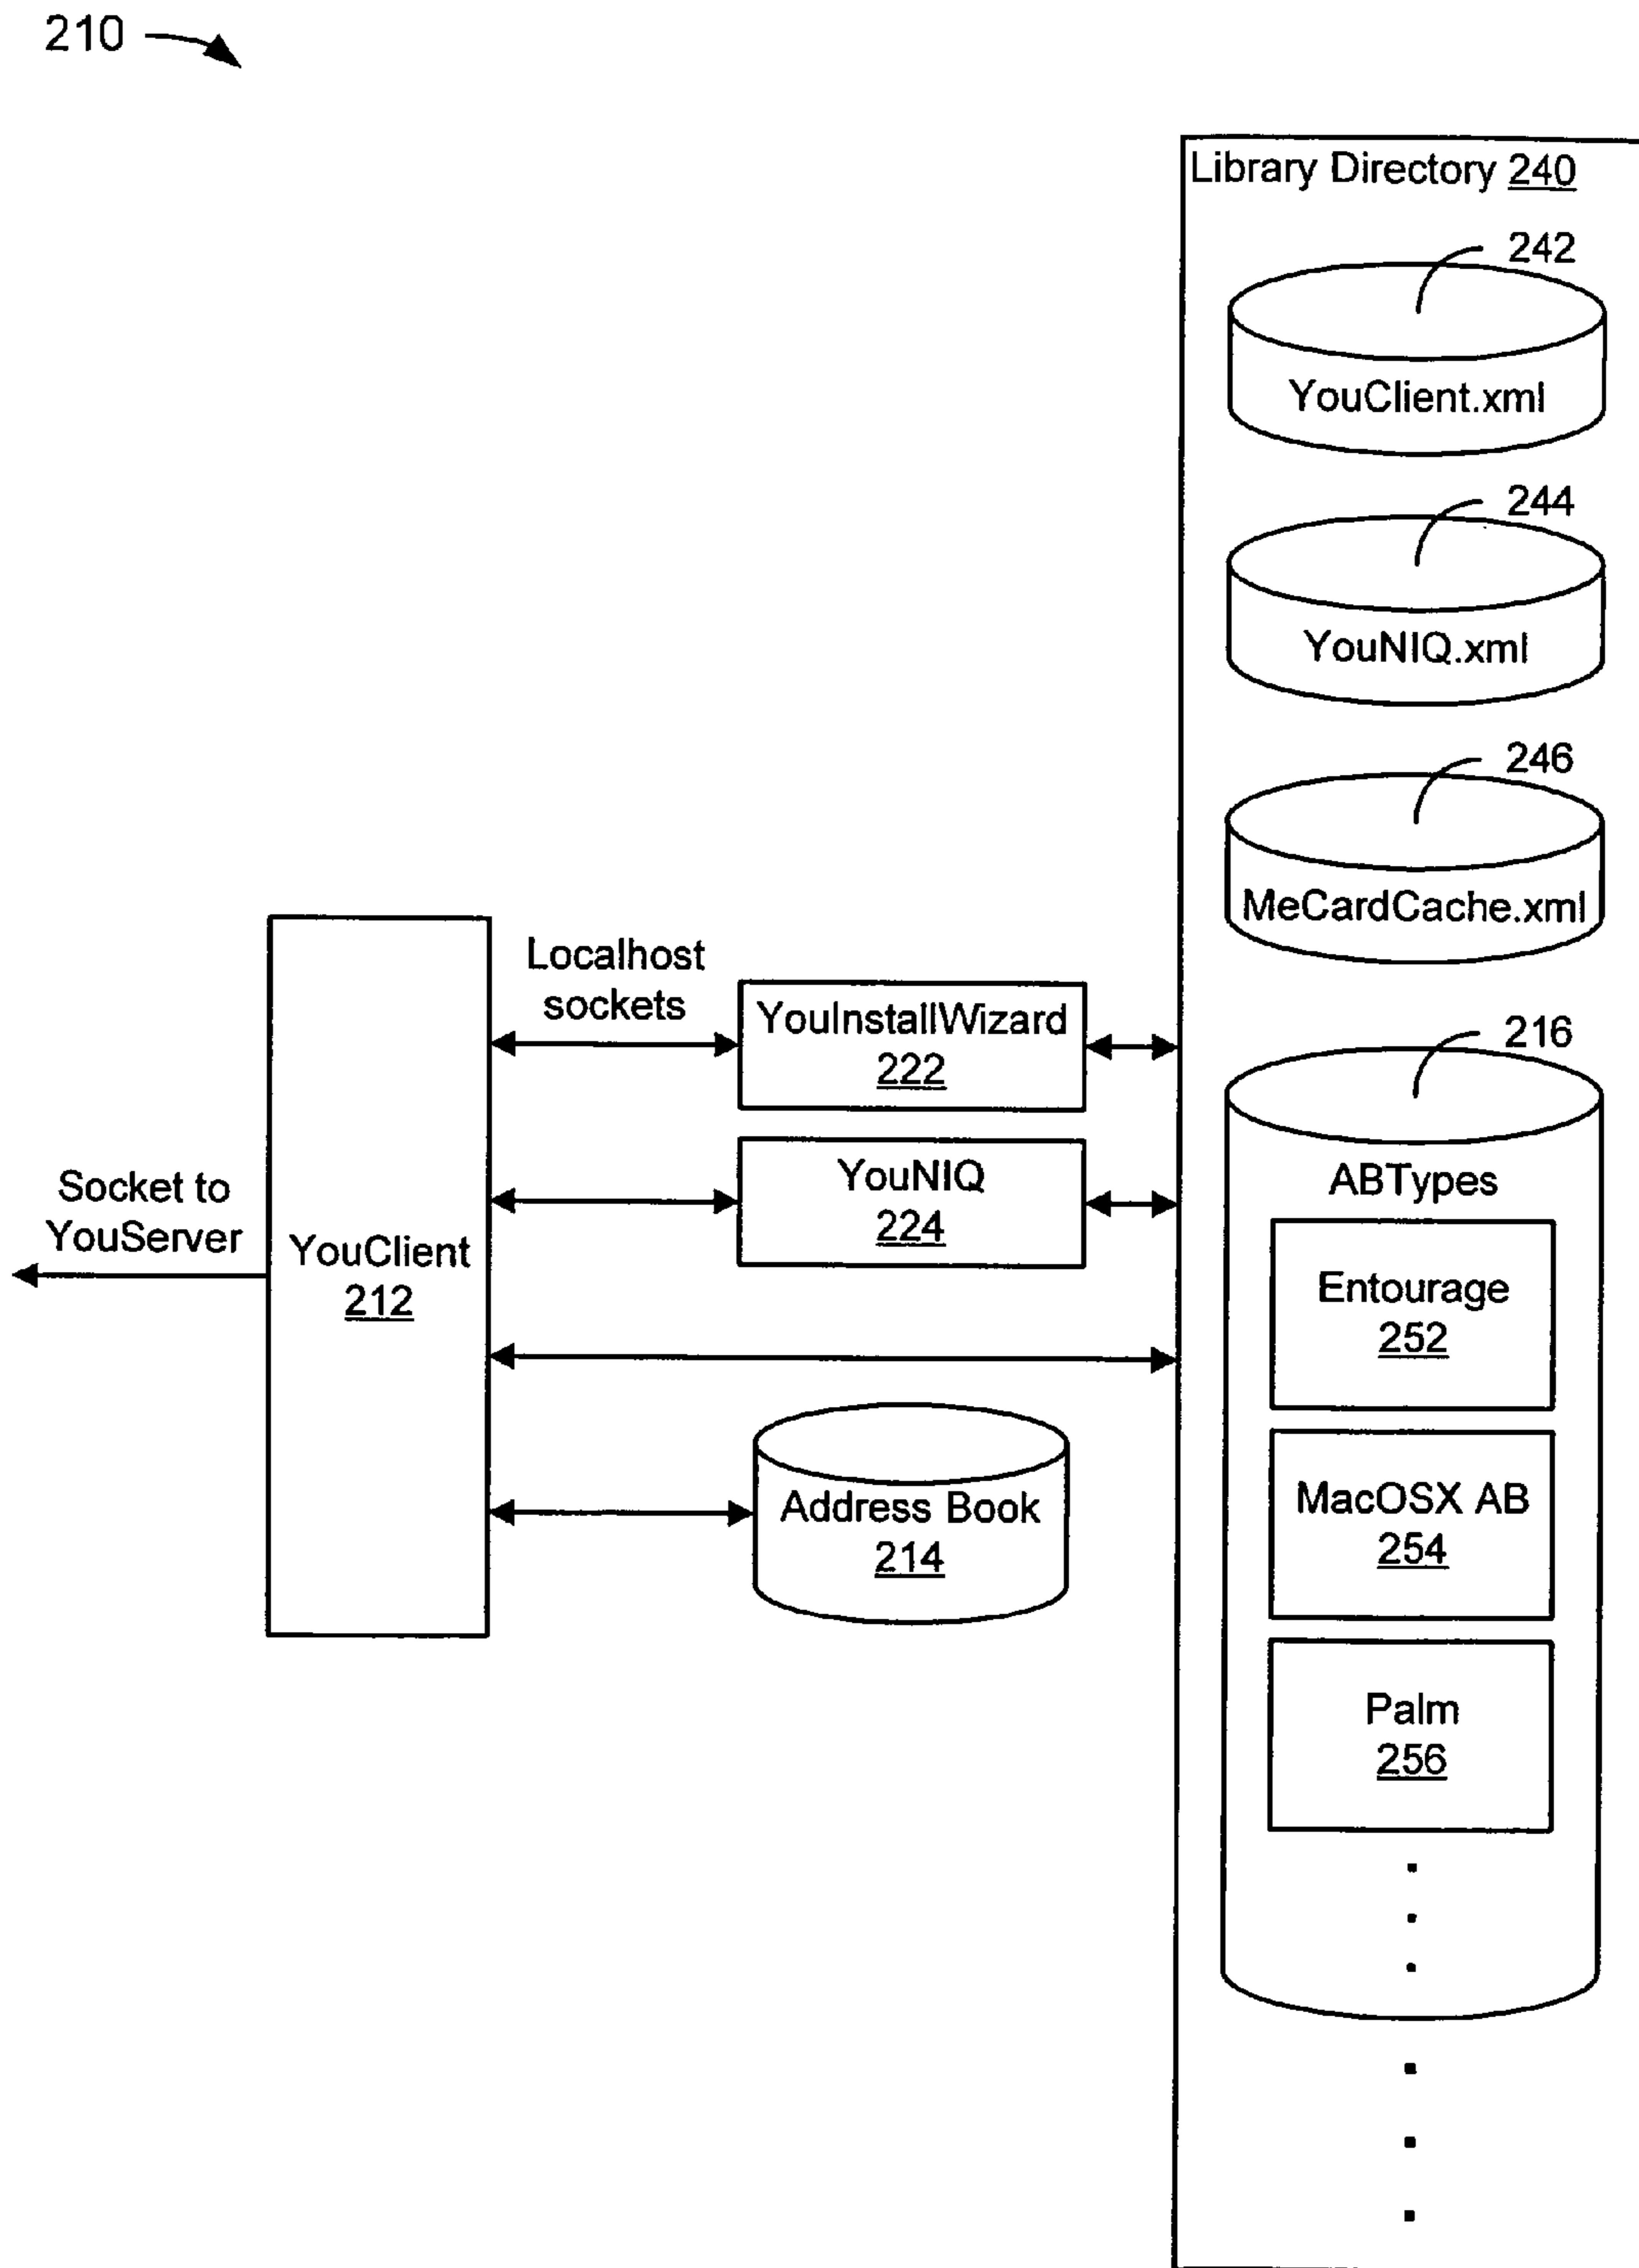 210
Library Directory 240
242
YouClient.xml
244
YouNIQ.xml
246
MeCardCache.xml
Localhost
sockets
YouInstallWizard
222
216
ABTypes
YouNIQ
224
Socket to
YouServer
YouClient
212
Entourage
252
Address Book
214
MacOSX AB
254
Palm
256